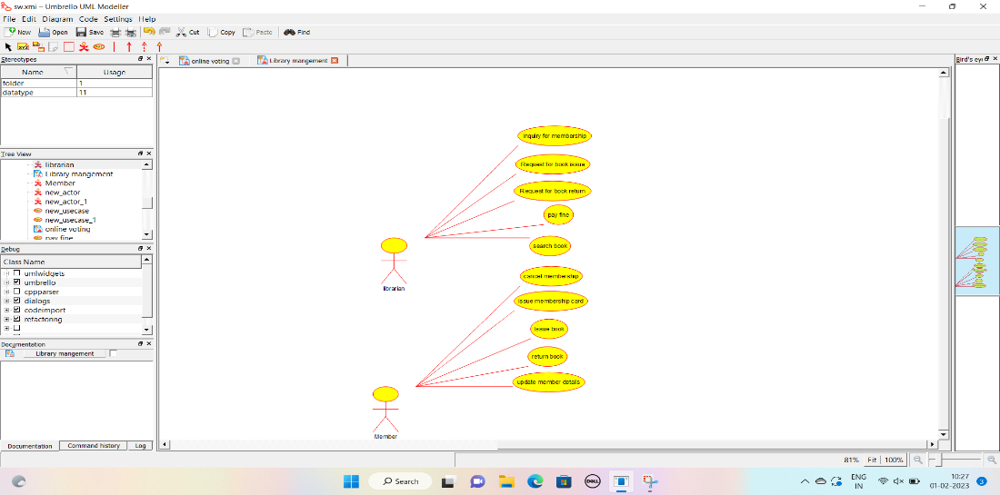 sw.xmi – Umbrello UML Modeller
File Edit Diagram Code Settings Help
New Open Save Cut Copy Paste Find
Stereotypes
Name Usage
folder 1
datatype 11
Tree View
librarian
Library mangement
Member
new_actor
new_actor_1
new_usecase
new_usecase_1
online voting
pay fine
Debug
Class Name
umlwidgets
umbrello
cppparser
dialogs
codeimport
refactoring
Documentation
Library mangement
Documentation Command history Log
online voting Library mangement
Inquiry for membership
Request for book issue
Request for book return
pay fine
search book
librarian
cancel membership
issue membership card
Issue book
return book
update member details
Member
Bird's ey
81% Fit 100%
Search
DELL
ENG
IN
10:27
01-02-2023
3